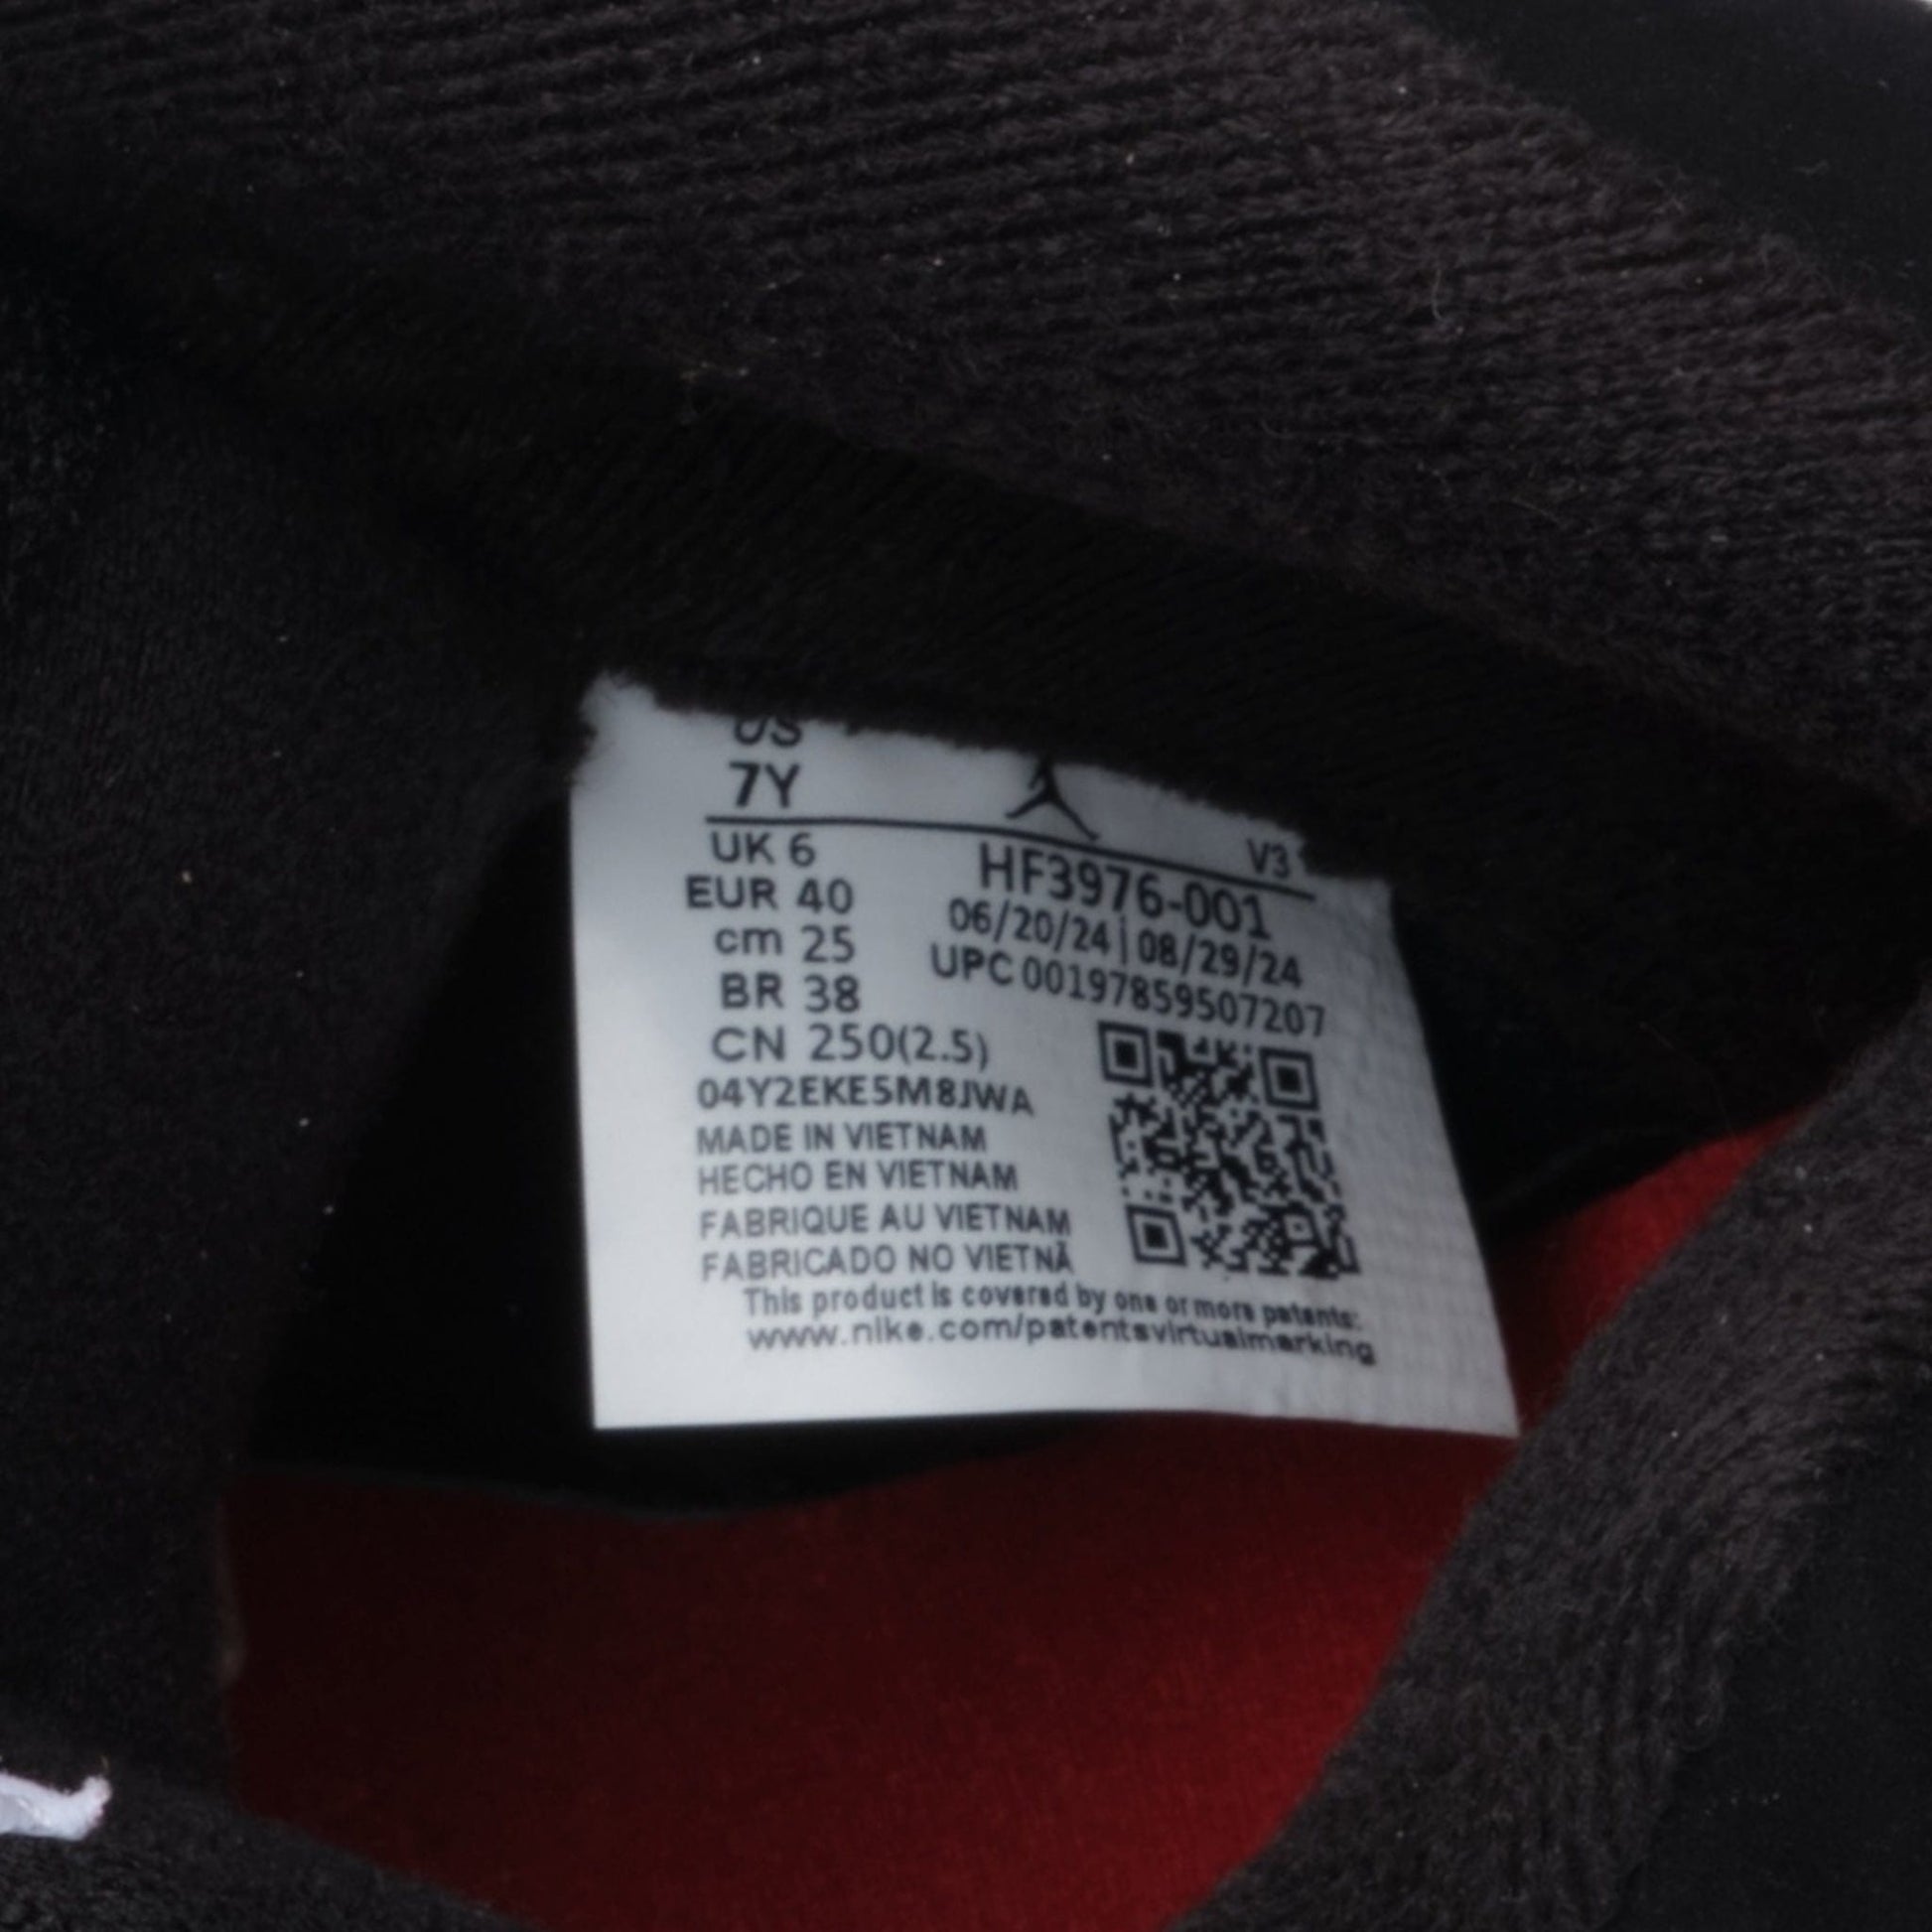 US
7Y
V3
UK 6
EUR 40
cm 25
BR 38
CN 250(2.5)
HF3976-001
06/20/24|08/29/24
UPC 00197859507207
04Y2EKE5M8JWA
MADE IN VIETNAM
HECHO EN VIETNAM
FABRIQUE AU VIETNAM
FABRICADO NO VIETNÃ
This product is covered by one or more patents:
www.nike.com/patentsvirtualmarking